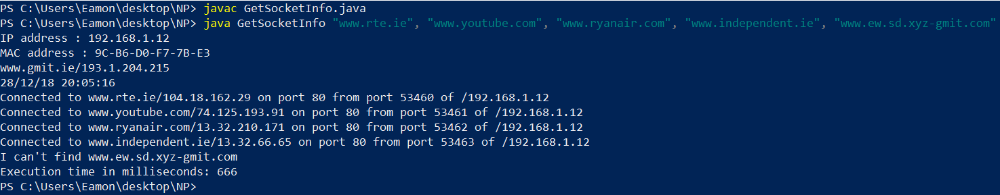 PS C:\Users\Eamon\desktop\NP> javac GetSocketInfo.java
PS C:\Users\Eamon\desktop\NP> java GetSocketInfo "www.rte.ie", "www.youtube.com", "www.ryanair.com", "www.independent.ie", "www.ew.sd.xyz-gmit.com"
IP address : 192.168.1.12
MAC address : 9C-B6-D0-F7-7B-E3
www.gmit.ie/193.1.204.215
28/12/18 20:05:16
Connected to www.rte.ie/104.18.162.29 on port 80 from port 53460 of /192.168.1.12
Connected to www.youtube.com/74.125.193.91 on port 80 from port 53461 of /192.168.1.12
Connected to www.ryanair.com/13.32.210.171 on port 80 from port 53462 of /192.168.1.12
Connected to www.independent.ie/13.32.66.65 on port 80 from port 53463 of /192.168.1.12
I can't find www.ew.sd.xyz-gmit.com
Execution time in milliseconds: 666
PS C:\Users\Eamon\desktop\NP>